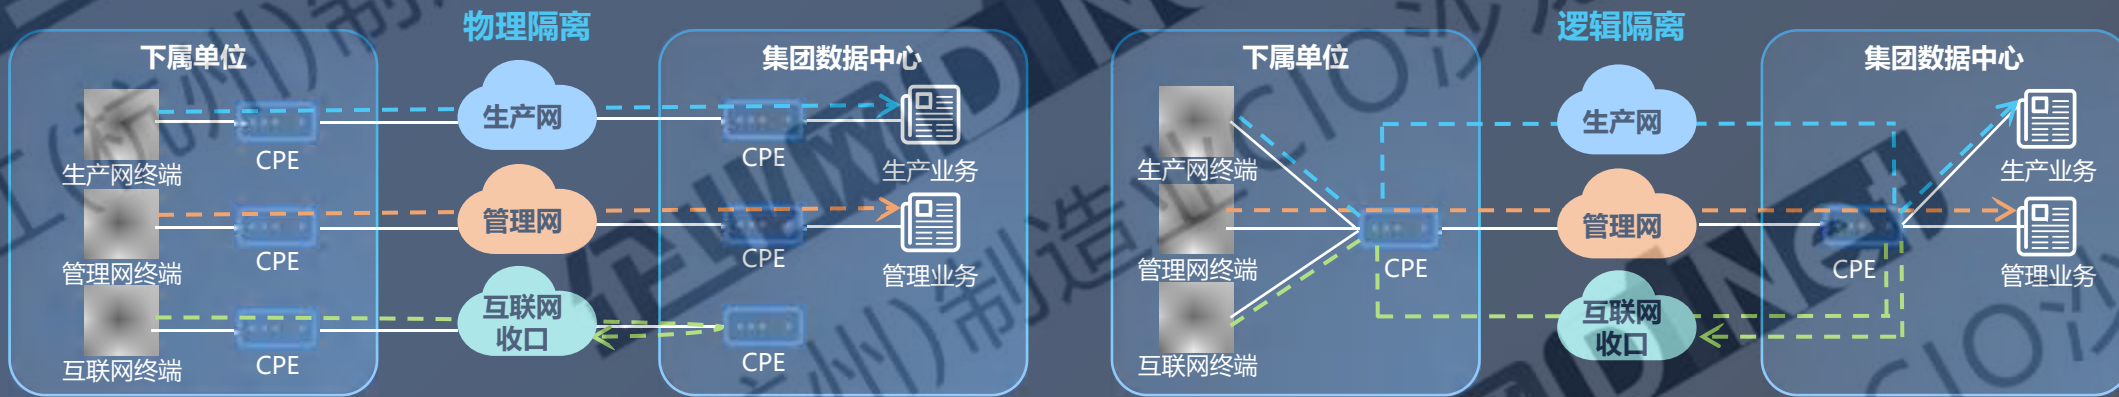 物理隔离
下属单位
集团数据中心
生产网
CPE
CPE
生产网终端
生产业务
管理网
CPE
CPE
管理网终端
管理业务
互联网
收口
CPE
CPE
互联网终端
逻辑隔离
下属单位
集团数据中心
生产网
生产网终端
生产业务
管理网
CPE
CPE
管理网终端
管理业务
互联网
收口
互联网终端